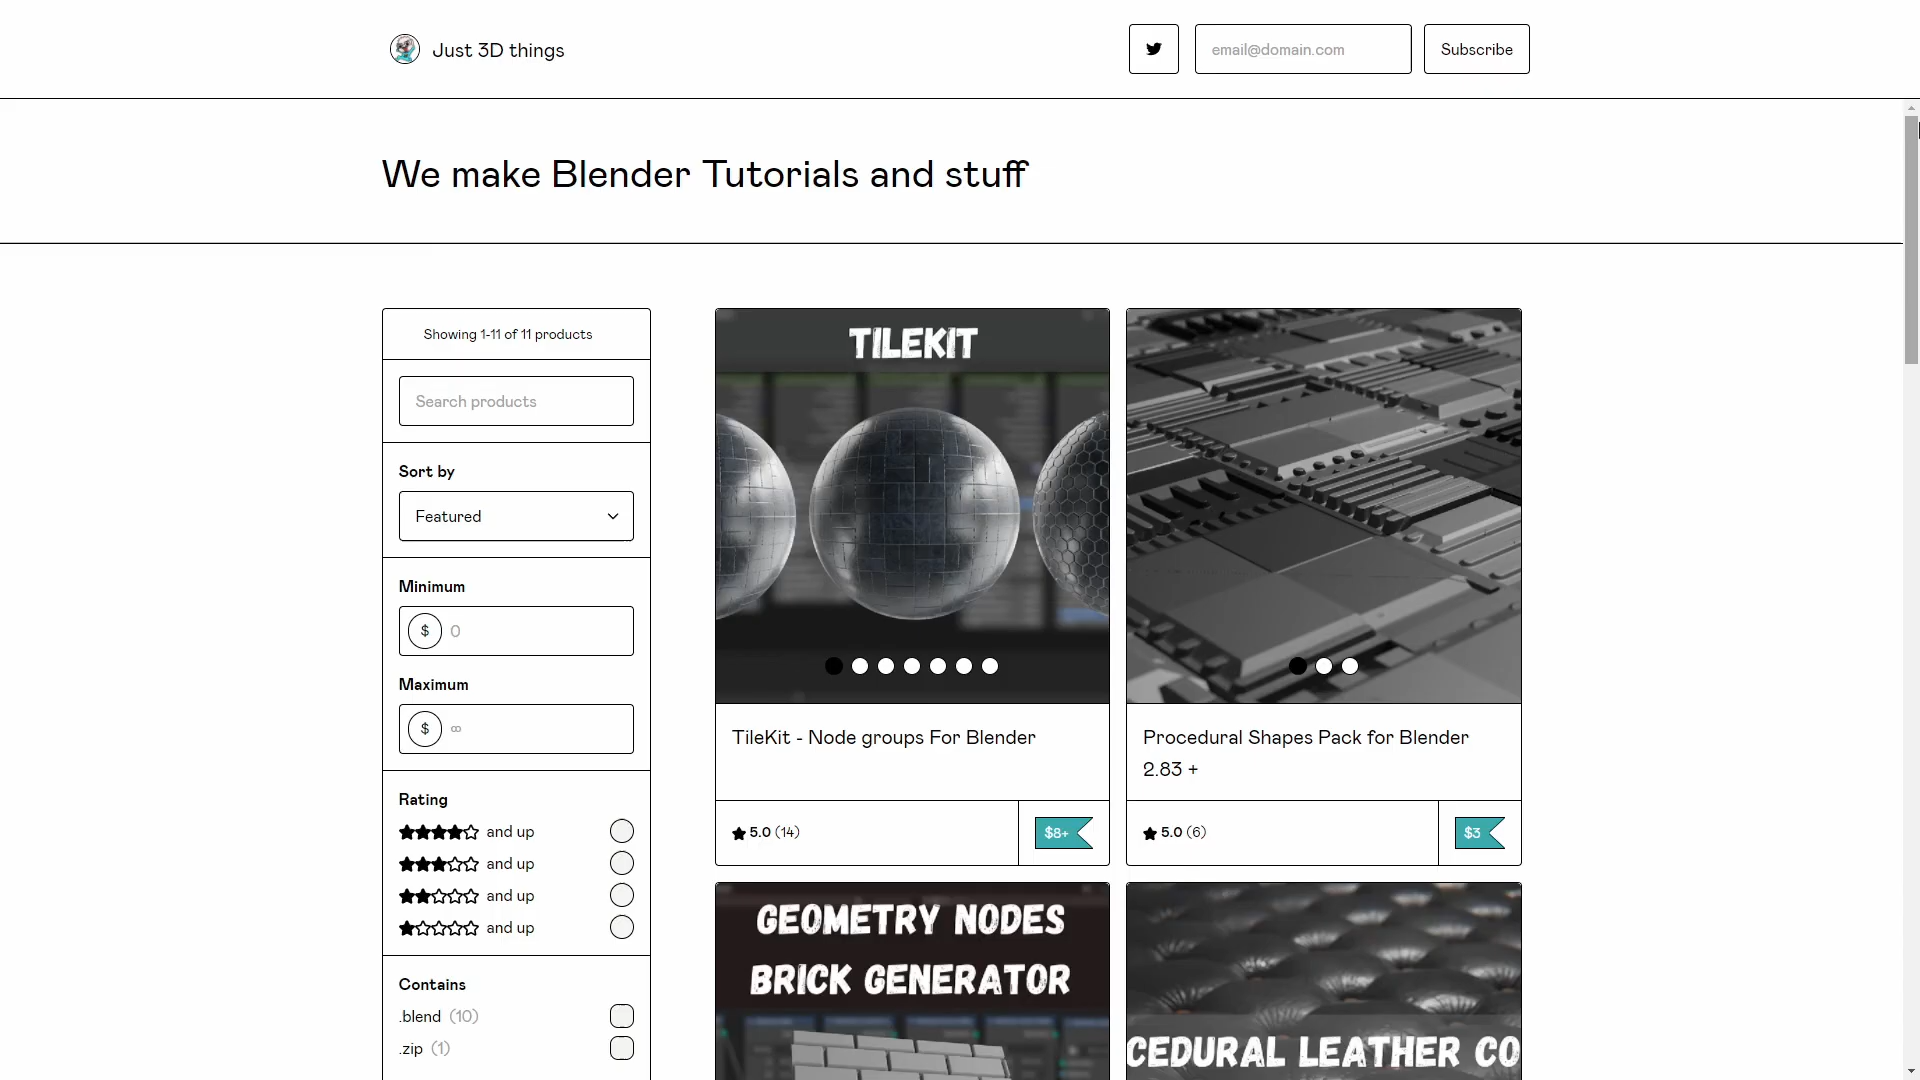 Just 3D things
email@domain.com
Subscribe
We make Blender Tutorials and stuff
Showing 1-11 of 11 products
Search products
Sort by
Featured
Minimum
$ 0
Maximum
$ ∞
Rating
and up
and up
and up
and up
Contains
.blend (10)
.zip (1)
TILEKIT
TileKit - Node groups For Blender
5.0 (14)
$8+
Procedural Shapes Pack for Blender
2.83 +
5.0 (6)
$3
GEOMETRY NODES
BRICK GENERATOR
CEDURAL LEATHER CO